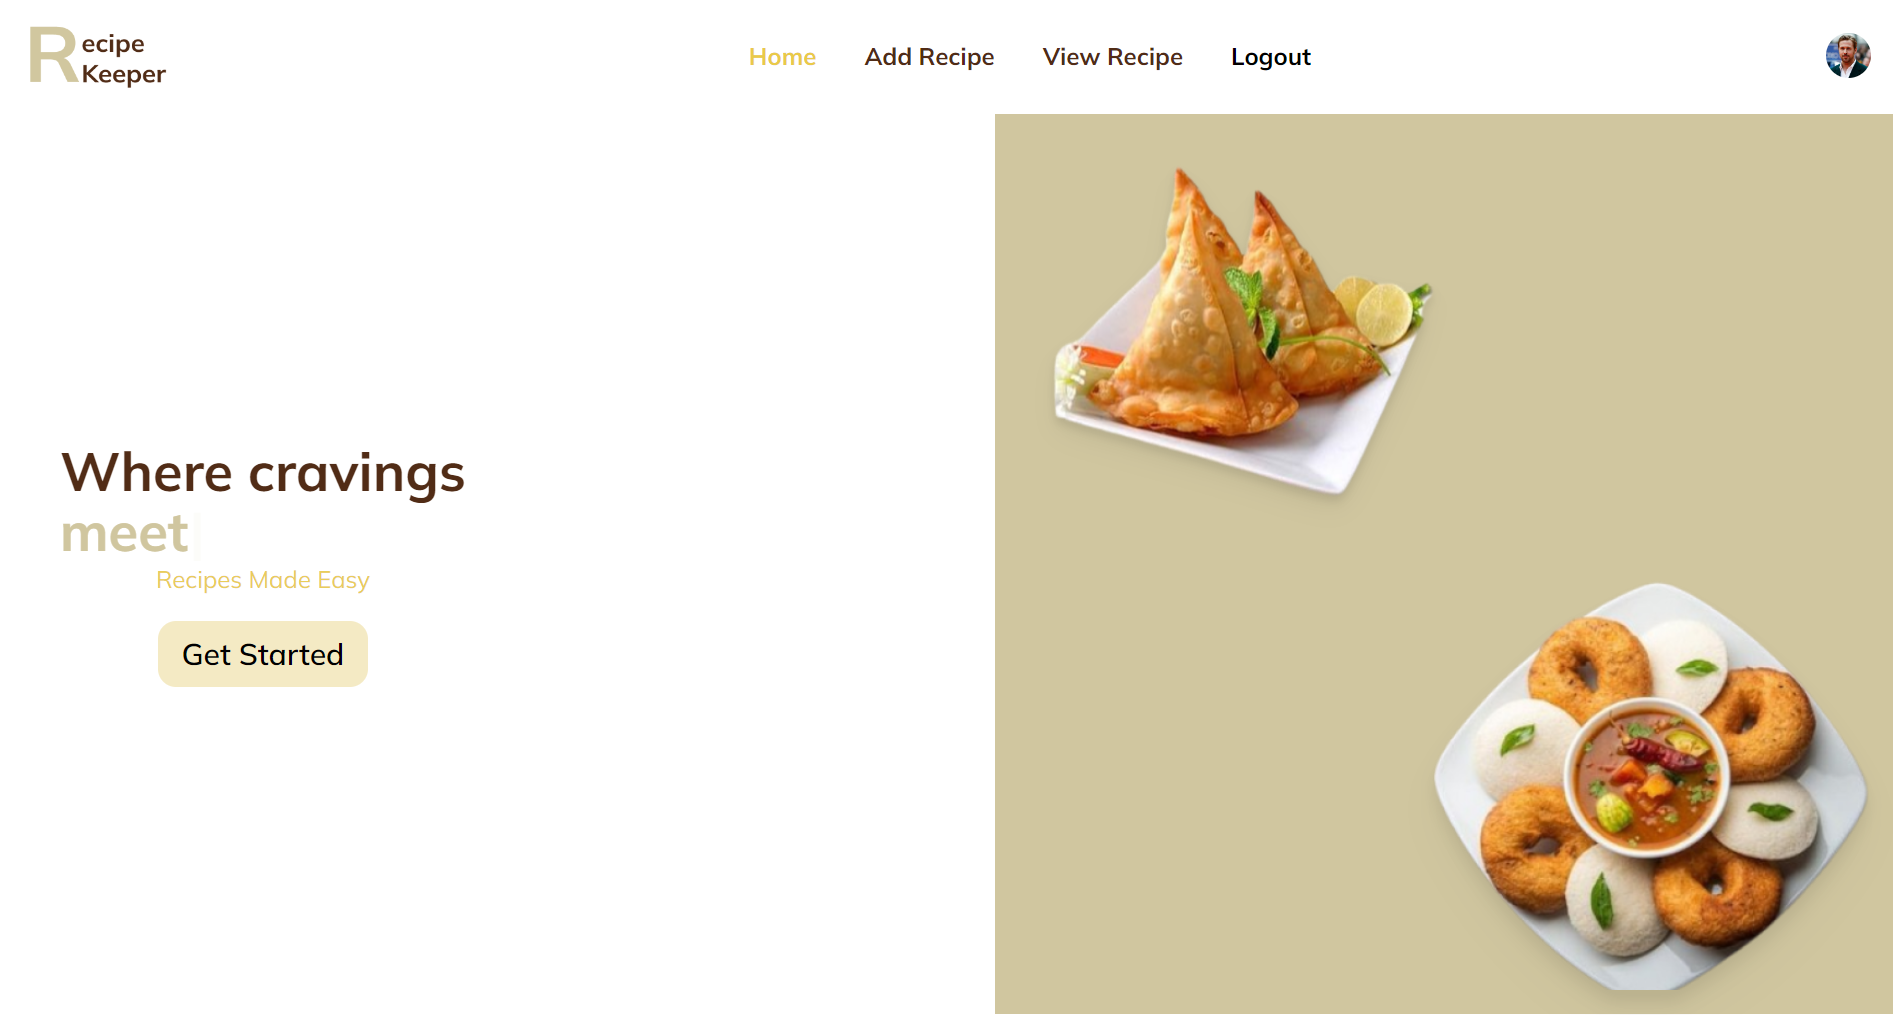 Recipe
Keeper
Home Add Recipe View Recipe Logout
Where cravings
meet
Recipes Made Easy
Get Started